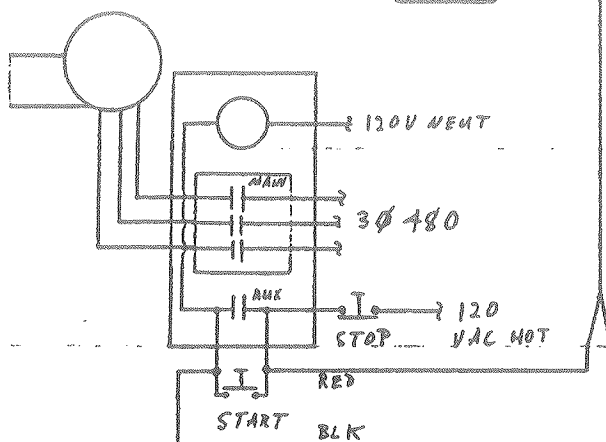 120V NEUT
MAIN
3Ø 480
AUX
120
STOP
VAC HOT
RED
START
BLK